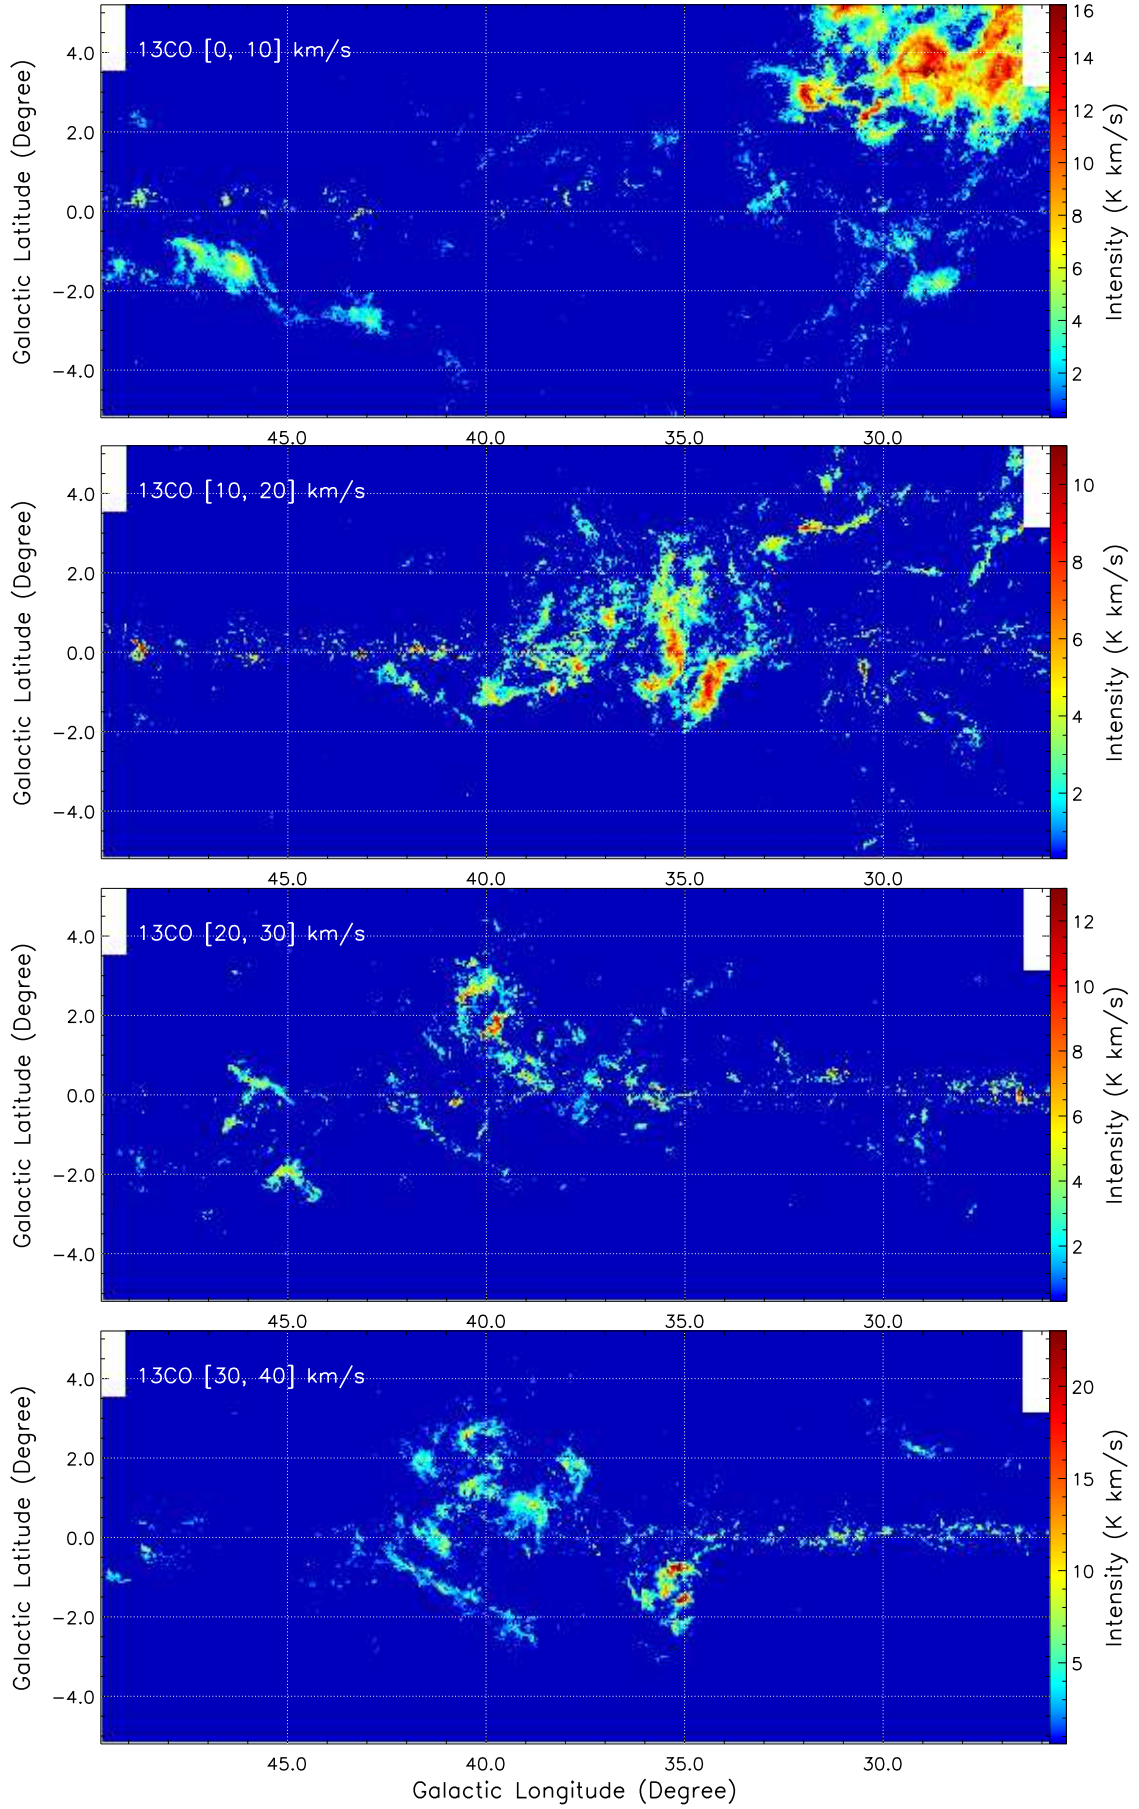 13CO [0, 10] km/s
Galactic Latitude (Degree)
4.0
2.0
0.0
−2.0
−4.0
45.0 40.0 35.0 30.0
16
14
12
10
8
6
4
2
Intensity (K km/s)
13CO [10, 20] km/s
Galactic Latitude (Degree)
4.0
2.0
0.0
−2.0
−4.0
45.0 40.0 35.0 30.0
10
8
6
4
2
Intensity (K km/s)
13CO [20, 30] km/s
Galactic Latitude (Degree)
4.0
2.0
0.0
−2.0
−4.0
45.0 40.0 35.0 30.0
12
10
8
6
4
2
Intensity (K km/s)
13CO [30, 40] km/s
Galactic Latitude (Degree)
4.0
2.0
0.0
−2.0
−4.0
45.0 40.0 35.0 30.0
20
15
10
5
Intensity (K km/s)
Galactic Longitude (Degree)